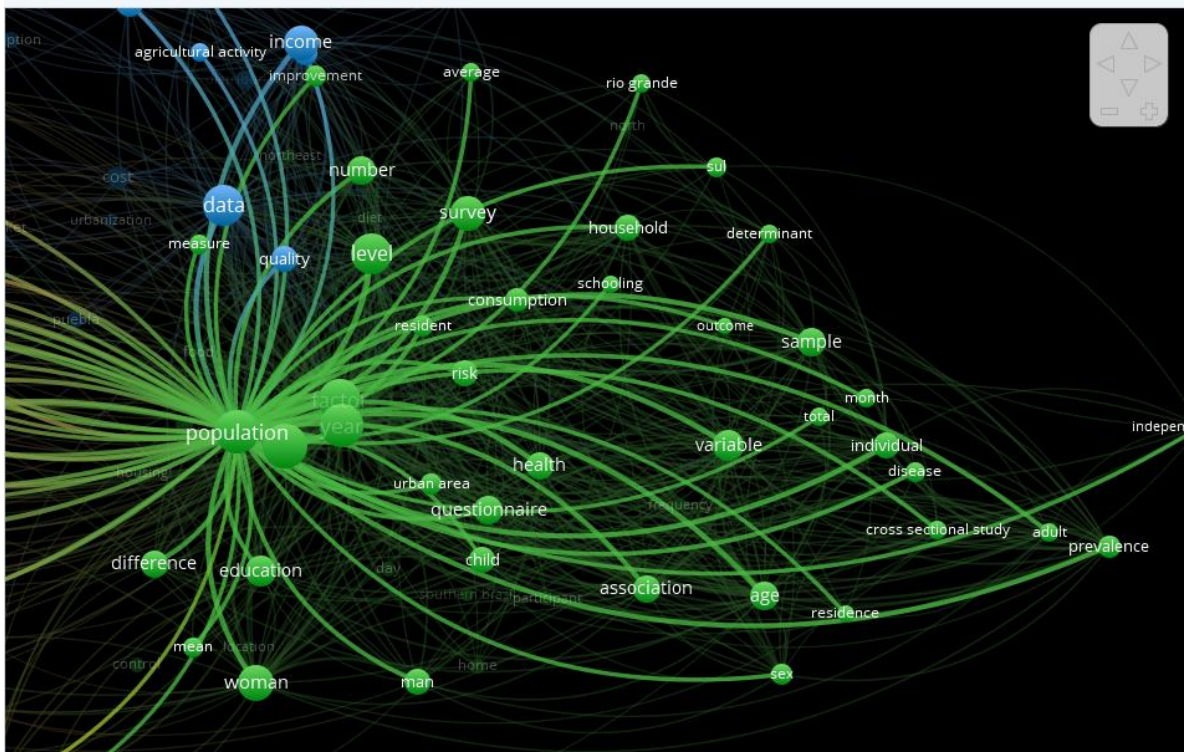 income
agricultural activity
improvement
average
rio grande
north
northeast
number
sul
cost
data
diet
survey
urbanization
household
determinant
measure
level
quality
schooling
consumption
puebla
resident
outcome
sample
food
risk
month
factor
total
year
population
independ
variable
individual
health
disease
housing
urban area
frequency
questionnaire
cross sectional study
adult
prevalence
difference
education
child
day
association
age
southern brazil
participant
residence
mean
location
control
home
woman
man
sex